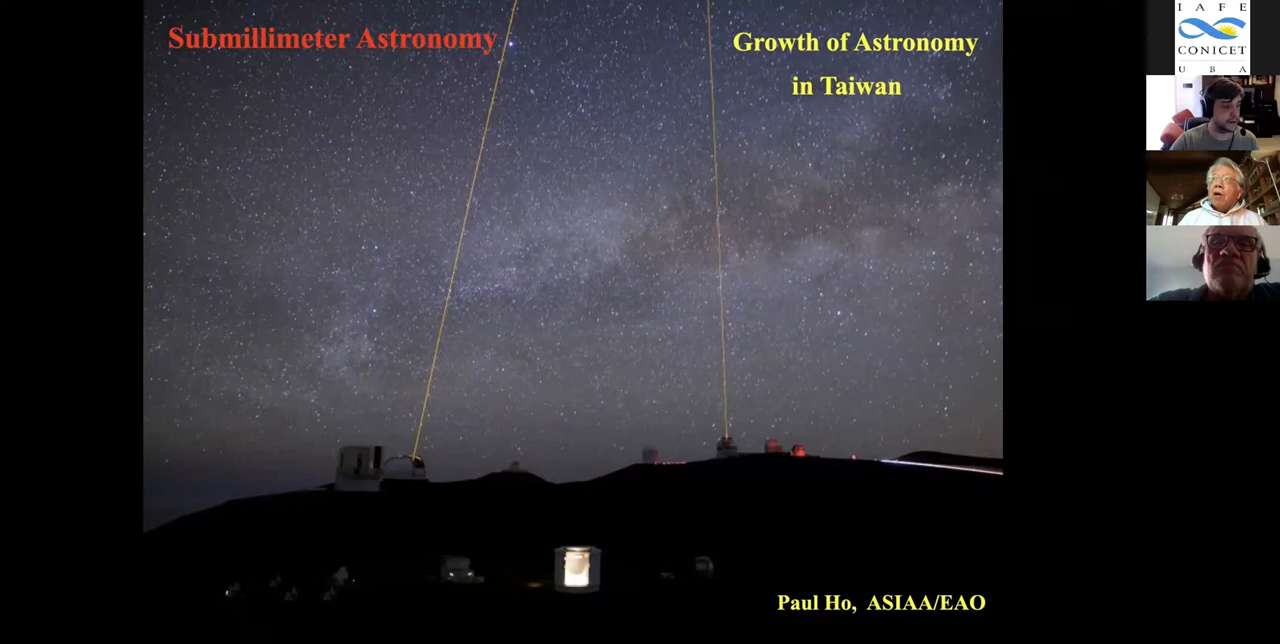 Submillimeter Astronomy
Growth of Astronomy
in Taiwan
Paul Ho, ASIAA/EAO
I A F E
CONICET
U B A